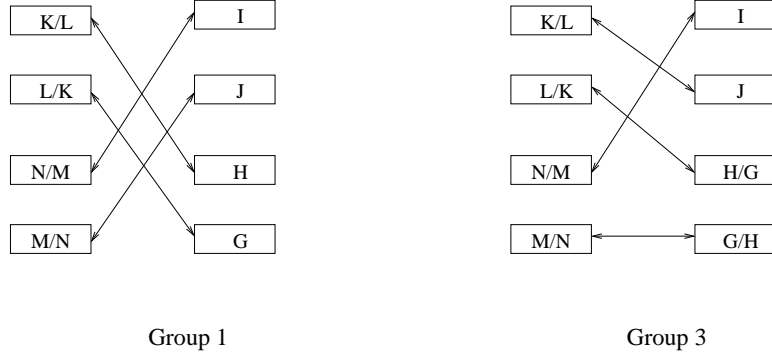 K/L I K/L I
L/K J L/K J
N/M H N/M H/G
M/N G M/N G/H
Group 1 Group 3